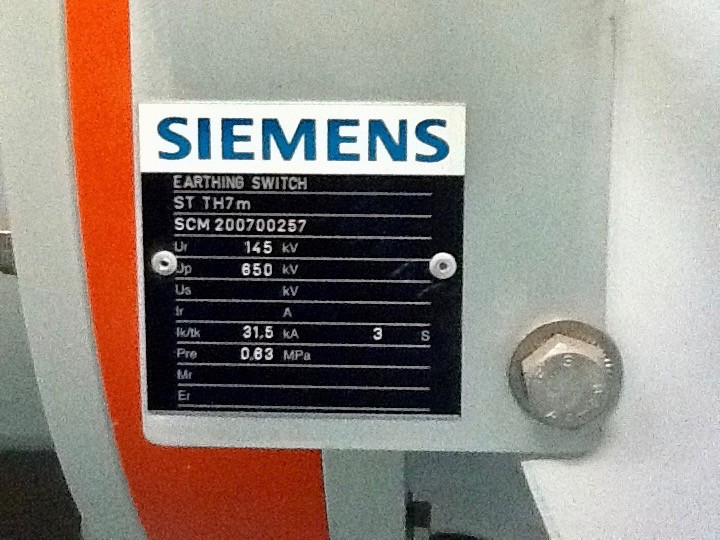 SIEMENS
EARTHING SWITCH
ST TH7m
SCM 200700257
Ur 145 kV
Up 650 kV
Us kV
Ir A
Ik/tk 31,5 kA 3 S
Pre 0,63 MPa
Mr
Er